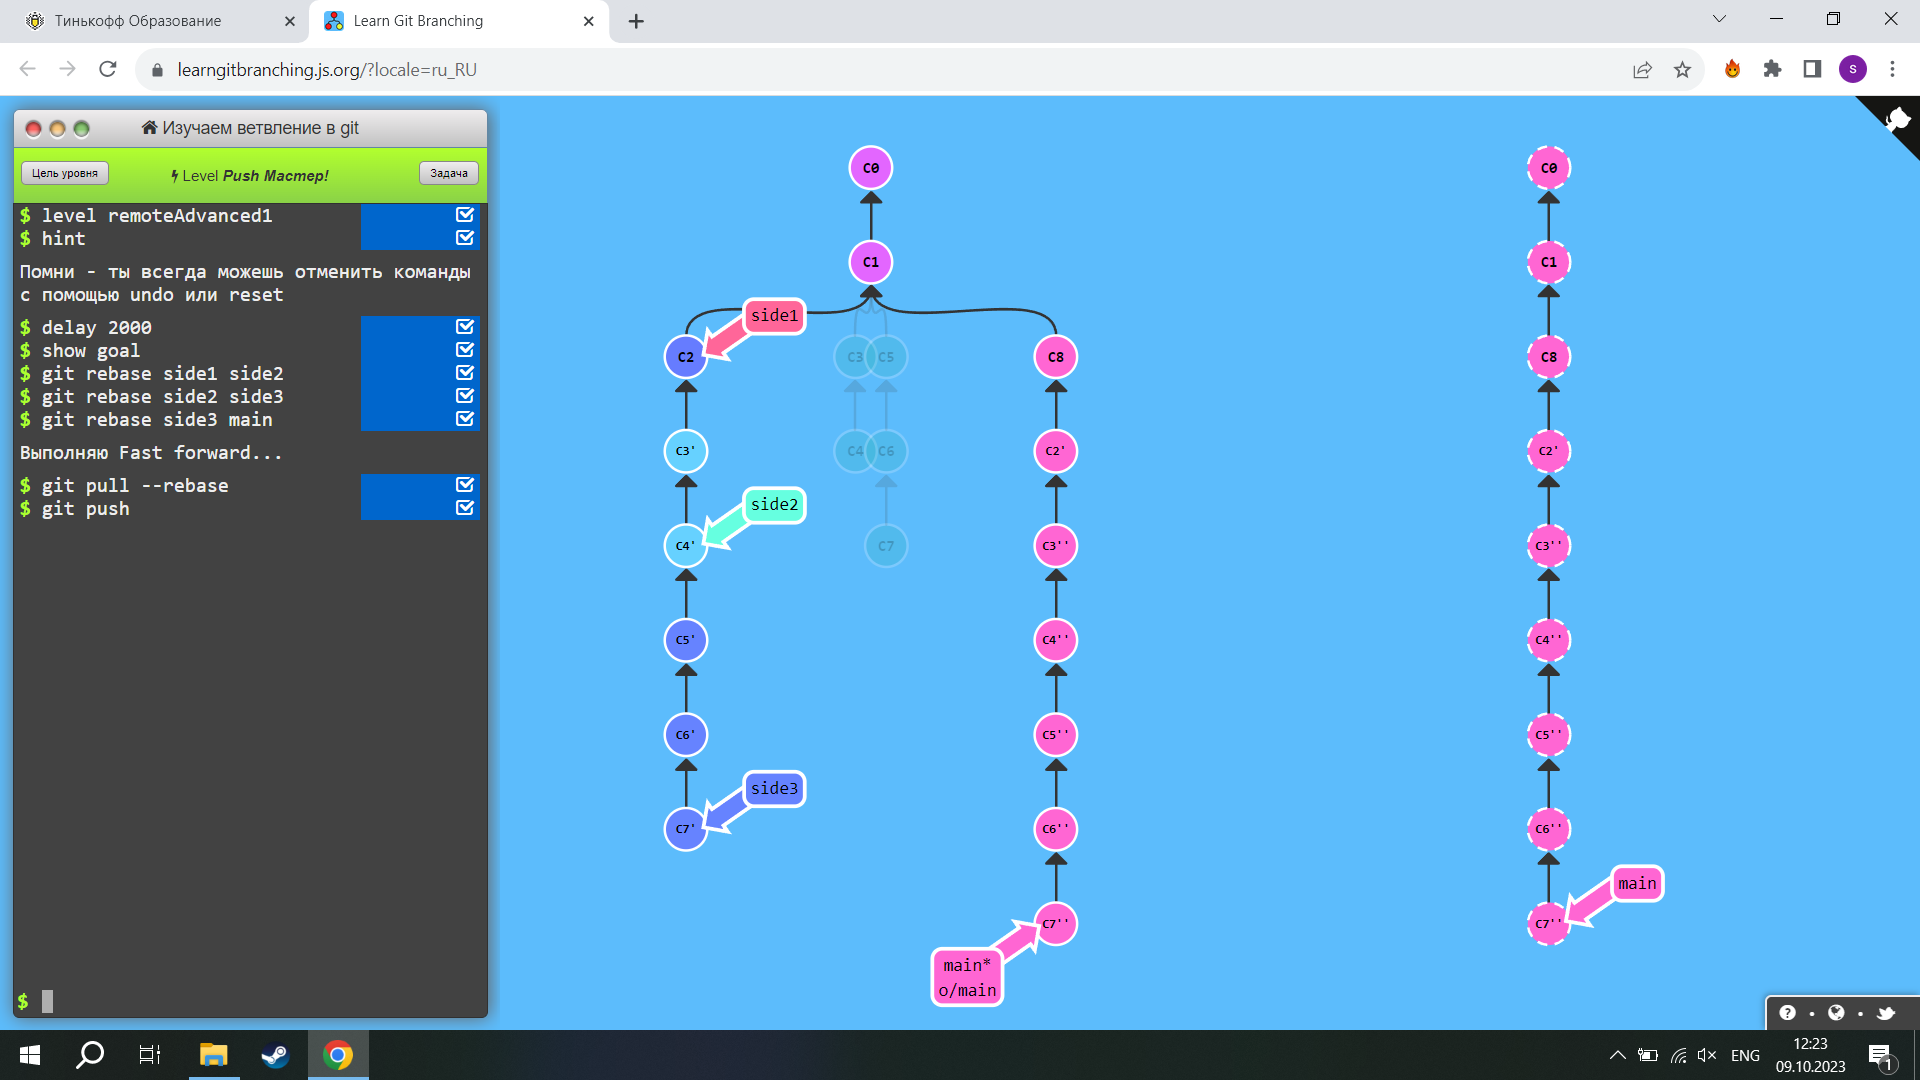 Тинькофф Образование
Learn Git Branching
learngitbranching.js.org/?locale=ru_RU
s
Изучаем ветвление в git
Цель уровня
Level Push Мастер!
Задача
$ level remoteAdvanced1
$ hint
Помни - ты всегда можешь отменить команды
с помощью undo или reset
$ delay 2000
$ show goal
$ git rebase side1 side2
$ git rebase side2 side3
$ git rebase side3 main
Выполняю Fast forward...
$ git pull --rebase
$ git push
$
C0
C1
side1
C2
C3
C5
C8
C3'
C4
C6
C2'
side2
C4'
C7
C3''
C5'
C4''
C6'
C5''
side3
C7'
C6''
C7''
main*
o/main
C0
C1
C8
C2'
C3''
C4''
C5''
C6''
main
C7''
?
ENG
12:23
09.10.2023
1